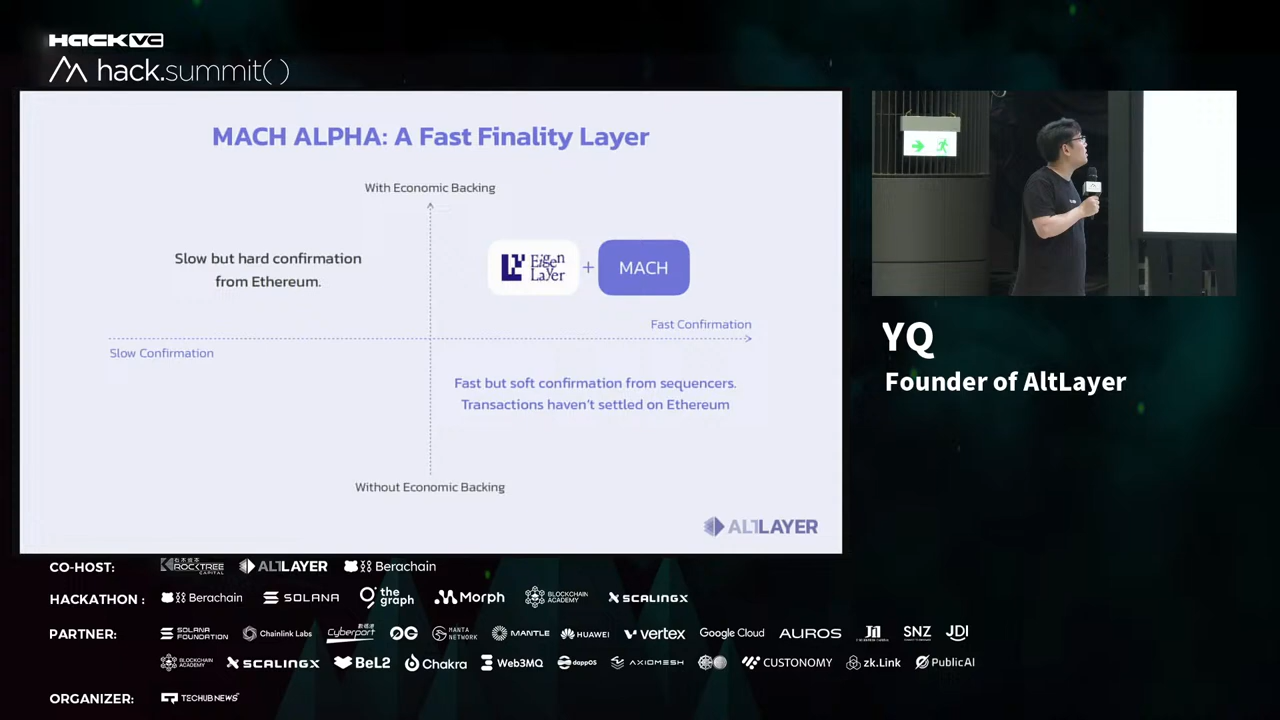 HACK VC
hack.summit( )
MACH ALPHA: A Fast Finality Layer
With Economic Backing
Slow but hard confirmation
from Ethereum.
Eigen
Layer
+
MACH
Fast Confirmation
Slow Confirmation
Fast but soft confirmation from sequencers.
Transactions haven't settled on Ethereum
Without Economic Backing
ALTLAYER
YQ
Founder of AltLayer
CO-HOST:
ROCKTREE
CAPITAL
ALTLAYER
Berachain
HACKATHON :
Berachain
SOLANA
the
graph
Morph
BLOCKCHAIN
ACADEMY
SCALINGX
PARTNER:
SOLANA
FOUNDATION
Chainlink Labs
Cyberport
數碼港
0G
MANTA
NETWORK
MANTLE
HUAWEI
vertex
Google Cloud
AUROS
SNZ
JDI
BLOCKCHAIN
ACADEMY
SCALINGX
BeL2
Chakra
Web3MQ
dappOS
AXIOMESH
CUSTONOMY
zk.Link
PublicAI
ORGANIZER:
TECHUB NEWS